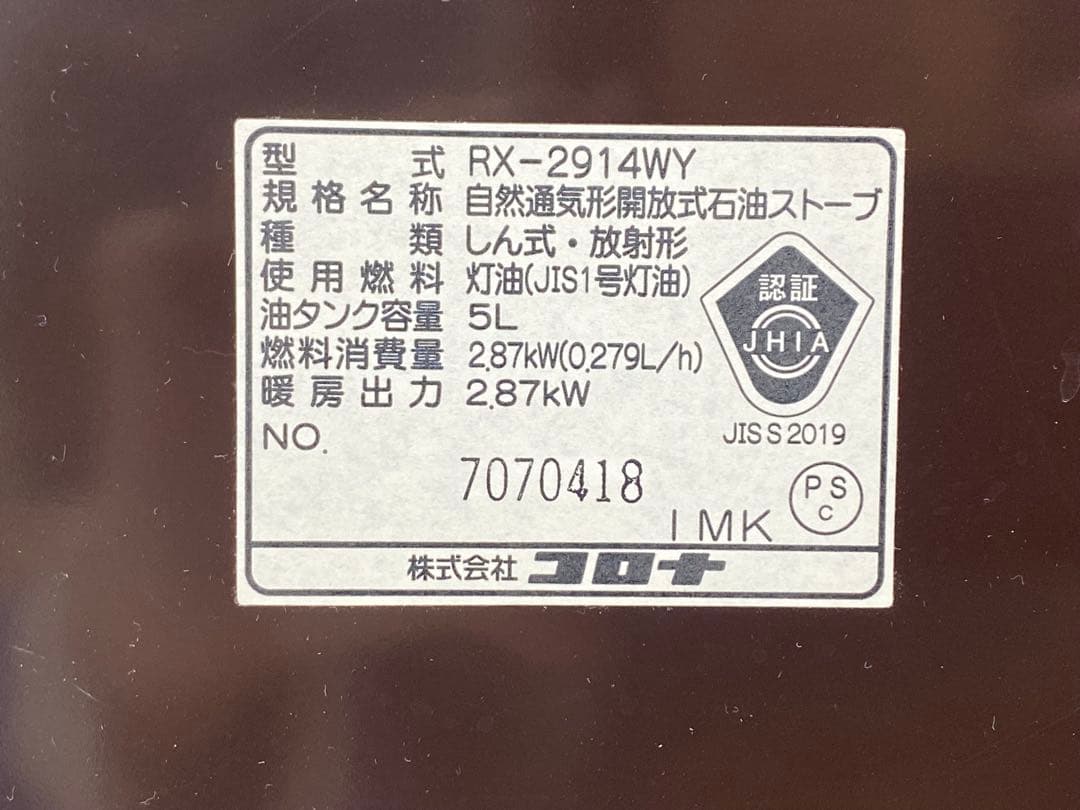 型式 RX-2914WY
規格名称 自然通気形開放式石油ストーブ
種類 しん式・放射形
使用燃料 灯油(JIS1号灯油)
油タンク容量 5L
燃料消費量 2.87kW(0.279L/h)
暖房出力 2.87kW
認証
JHIA
JIS S 2019
NO.
7070418
PS
C
IMK
株式会社 コロナ